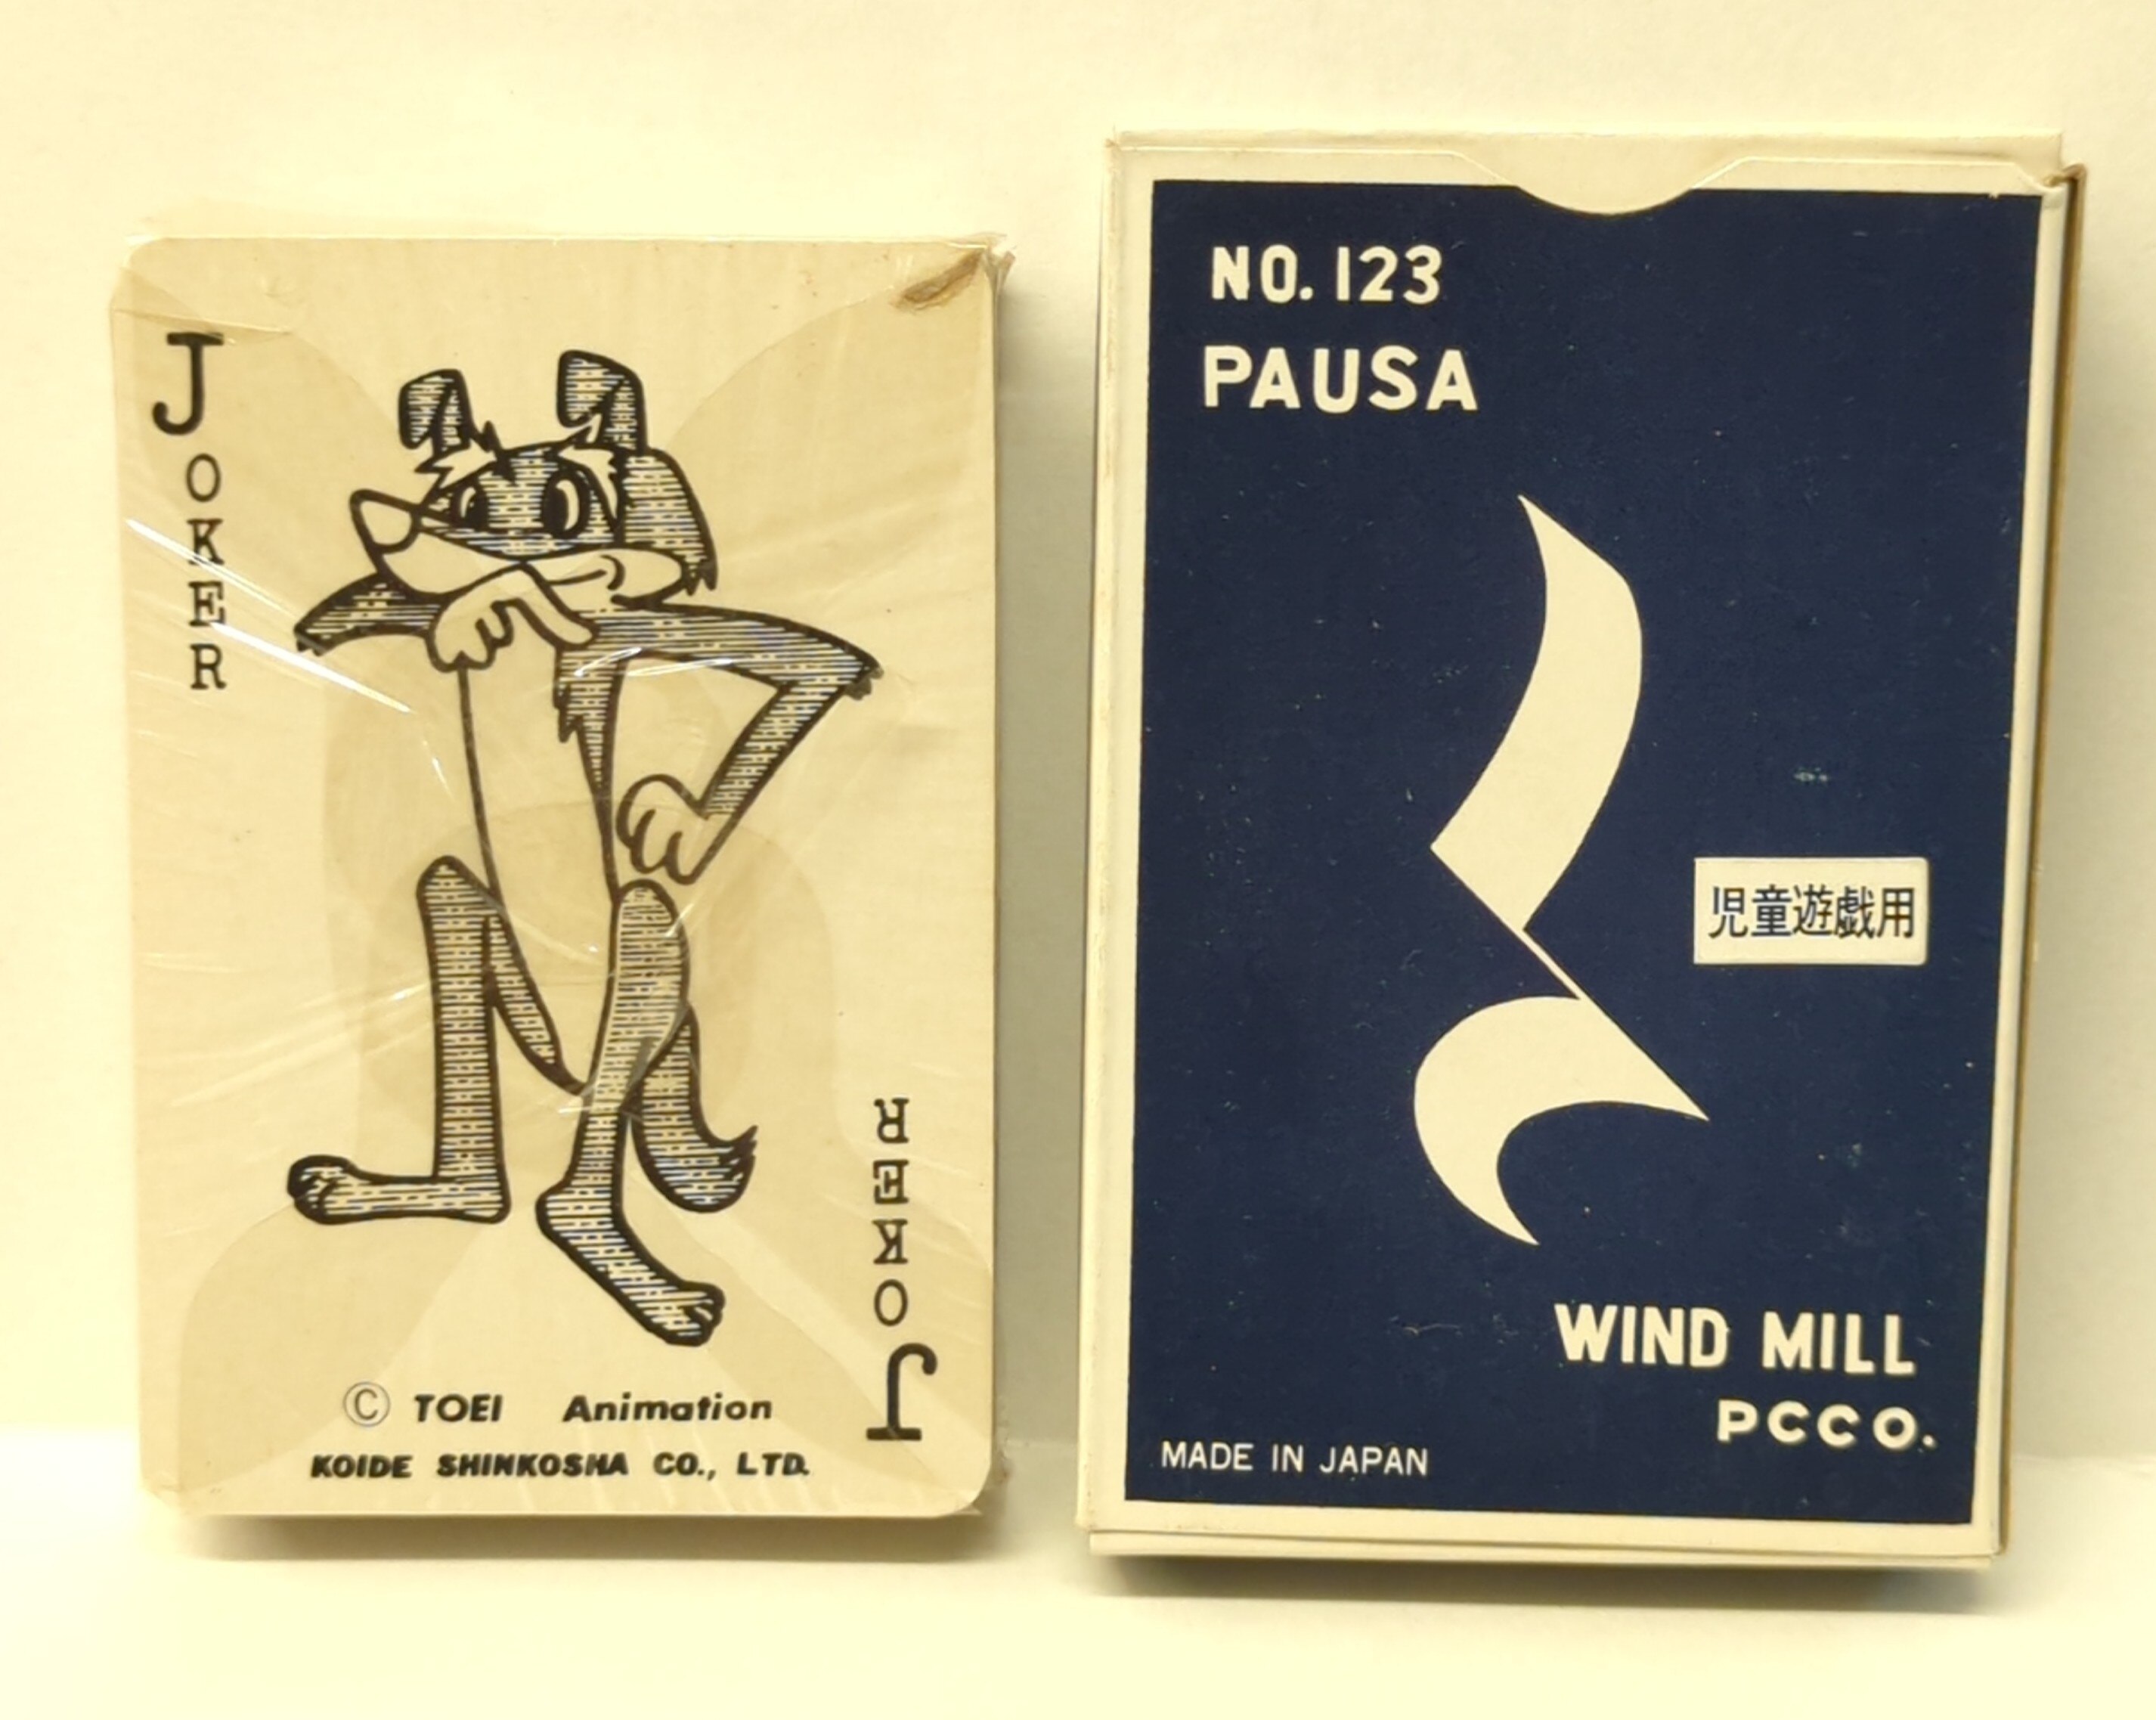 JOKER
© TOEI Animation
KOIDE SHINKOSHA CO., LTD.
JOKER
NO. 123
PAUSA
児童遊戯用
WIND MILL
PCCO.
MADE IN JAPAN